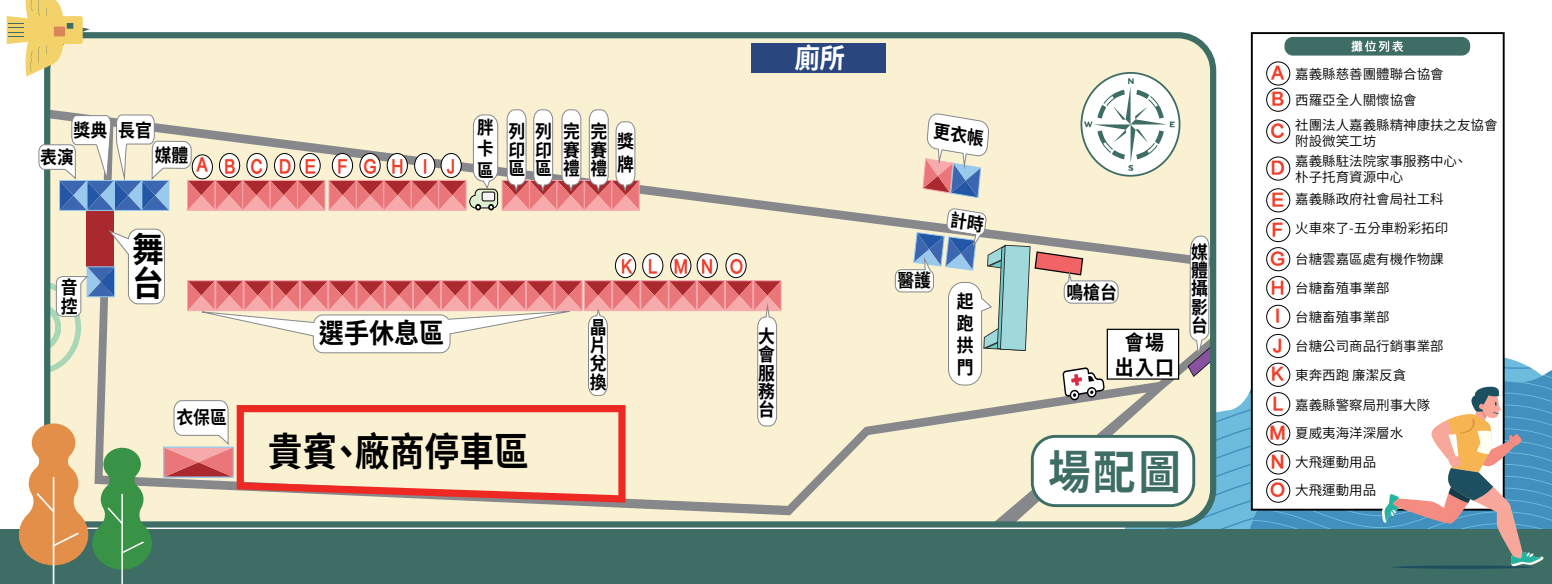 廁所
N
W
E
S
獎典
長官
表演
媒體
A
B
C
D
E
F
G
H
I
J
胖卡區
列印區
列印區
完賽禮
完賽禮
獎牌
更衣帳
計時
醫護
舞台
音控
K
L
M
N
O
選手休息區
晶片兌換
大會服務台
起跑拱門
鳴槍台
媒體攝影台
會場
出入口
衣保區
貴賓、廠商停車區
場配圖
攤位列表
A 嘉義縣慈善團體聯合協會
B 西羅亞全人關懷協會
C 社團法人嘉義縣精神康扶之友協會
附設微笑工坊
D 嘉義縣駐法院家事服務中心、
朴子托育資源中心
E 嘉義縣政府社會局社工科
F 火車來了-五分車粉彩拓印
G 台糖雲嘉區處有機作物課
H 台糖畜殖事業部
I 台糖畜殖事業部
J 台糖公司商品行銷事業部
K 東奔西跑 廉潔反貪
L 嘉義縣警察局刑事大隊
M 夏威夷海洋深層水
N 大飛運動用品
O 大飛運動用品